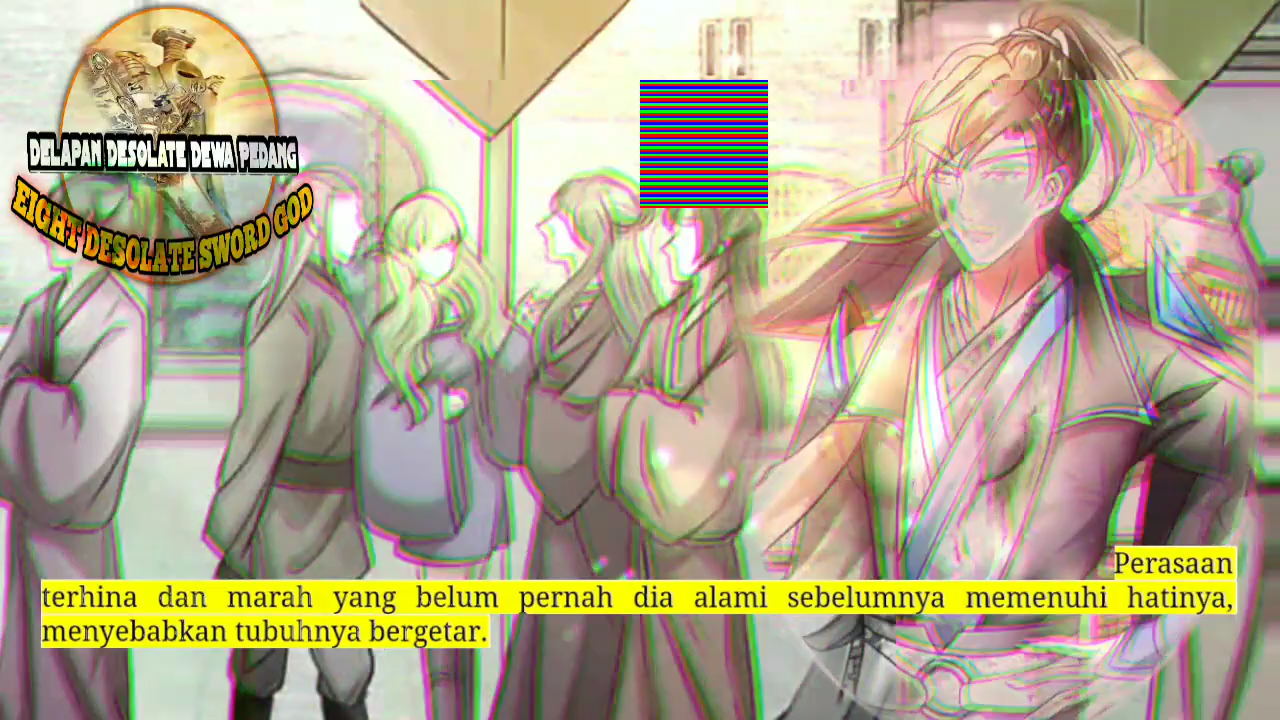 DELAPAN DESOLATE DEWA PEDANG
EIGHT DESOLATE SWORD GOD
Perasaan
terhina dan marah yang belum pernah dia alami sebelumnya memenuhi hatinya,
menyebabkan tubuhnya bergetar.